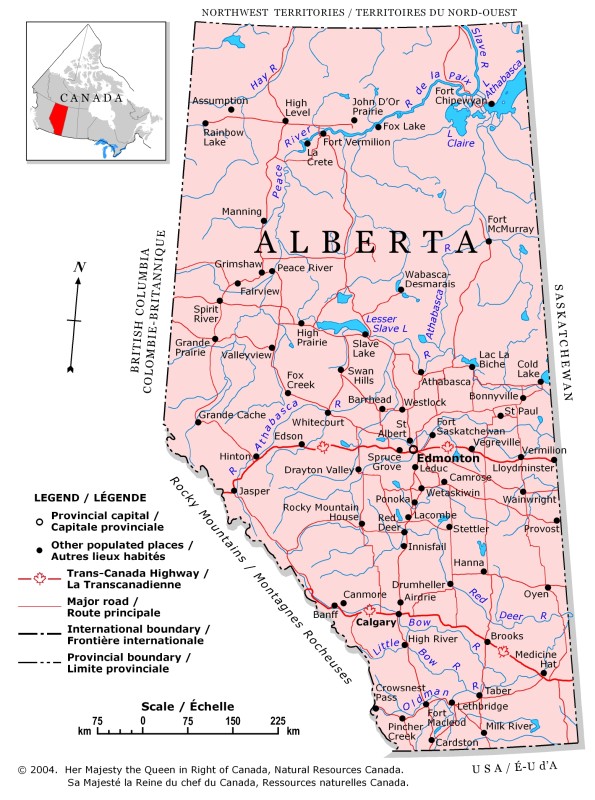 NORTHWEST TERRITORIES / TERRITOIRES DU NORD-OUEST
CANADA
Hay R
Slave R
R de la Paix
L Athabasca
Fort
Chipewyan
L
Claire
Assumption
High
Level
John D'Or
Prairie
Fox Lake
Rainbow
Lake
River
Fort Vermilion
La
Crete
Peace
Manning
ALBERTA
Fort
McMurray
R
Grimshaw
Peace River
Fairview
Wabasca-
Desmarais
Athabasca
R
Spirit
River
BRITISH COLUMBIA
COLOMBIE-BRITANNIQUE
SASKATCHEWAN
N
Lesser
Slave L
High
Prairie
Slave
Lake
Grande
Prairie
Valleyview
Lac La
Biche
Cold
Lake
Swan
Hills
Athabasca
Fox
Creek
Bonnyville
Barrhead
Westlock
St Paul
Grande Cache
Athabasca
R
Whitecourt
St
Albert
Fort
Saskatchewan
Edson
Vegreville
Vermilion
Hinton
R
Spruce
Grove
Edmonton
Lloydminster
Drayton Valley
Leduc
Camrose
Jasper
Wetaskiwin
Wainwright
Ponoka
Rocky Mountain
House
Lacombe
Red
Deer
Stettler
Provost
Innisfail
Rocky Mountains / Montagnes Rocheuses
Hanna
Drumheller
Red
Deer R
Oyen
Canmore
Airdrie
Banff
Calgary
Bow
Little
Bow
R
High River
R
Brooks
Medicine
Hat
R
Crowsnest
Pass
Oldman
Taber
Lethbridge
Fort
Macleod
Pincher
Creek
Milk River
Cardston
USA / É-U d'A
LEGEND / LÉGENDE
Provincial capital /
Capitale provinciale
Other populated places /
Autres lieux habités
Trans-Canada Highway /
La Transcanadienne
Major road /
Route principale
International boundary /
Frontière internationale
Provincial boundary /
Limite provinciale
Scale / Échelle
75 0 75 150 225
km km
© 2004. Her Majesty the Queen in Right of Canada, Natural Resources Canada.
Sa Majesté la Reine du chef du Canada, Ressources naturelles Canada.